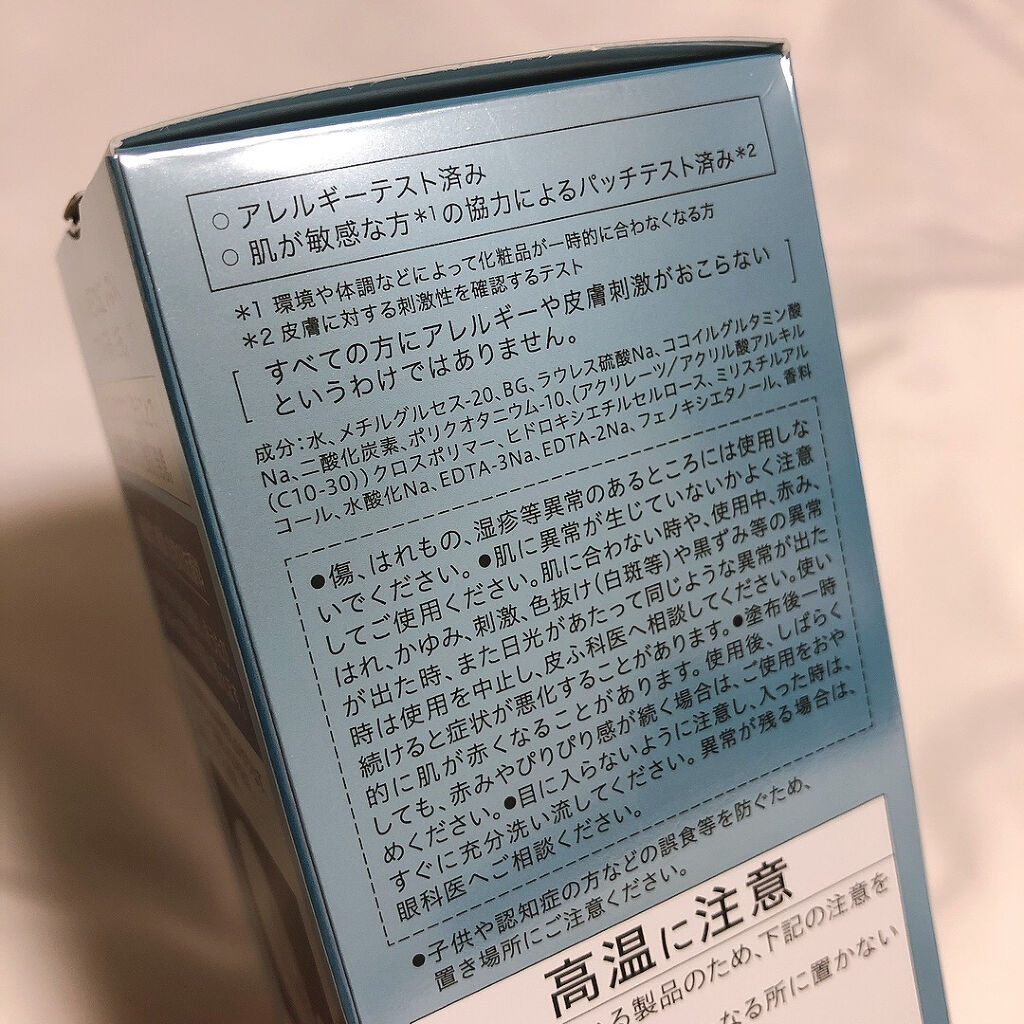 ○ アレルギーテスト済み
○ 肌が敏感な方*1の協力によるパッチテスト済み*2
*1 環境や体調などによって化粧品が一時的に合わなくなる方
*2 皮膚に対する刺激性を確認するテスト
すべての方にアレルギーや皮膚刺激がおこらない
というわけではありません。
成分：水、メチルグルセス-20、BG、ラウレス硫酸Na、ココイルグルタミン酸
Na、二酸化炭素、ポリクオタニウム-10、(アクリレーツ/アクリル酸アルキル
(C10-30))クロスポリマー、ヒドロキシエチルセルロース、ミリスチルアル
コール、水酸化Na、EDTA-3Na、EDTA-2Na、フェノキシエタノール、香料
●傷、はれもの、湿疹等異常のあるところには使用しな
いでください。●肌に異常が生じていないかよく注意
してご使用ください。肌に合わない時や、使用中、赤み、
はれ、かゆみ、刺激、色抜け(白斑等)や黒ずみ等の異常
が出た時、また日光があたって同じような異常が出た
時は使用を中止し、皮ふ科医へ相談してください。使い
続けると症状が悪化することがあります。●塗布後一時
的に肌が赤くなることがあります。使用後、しばらく
しても、赤みやぴりぴり感が続く場合は、ご使用をおや
めください。●目に入らないように注意し、入った時は、
すぐに充分洗い流してください。異常が残る場合は、
眼科医へご相談ください。
●子供や認知症の方などの誤食等を防ぐため、
置き場所にご注意ください。
高温に注意
る製品のため、下記の注意を
なる所に置かない